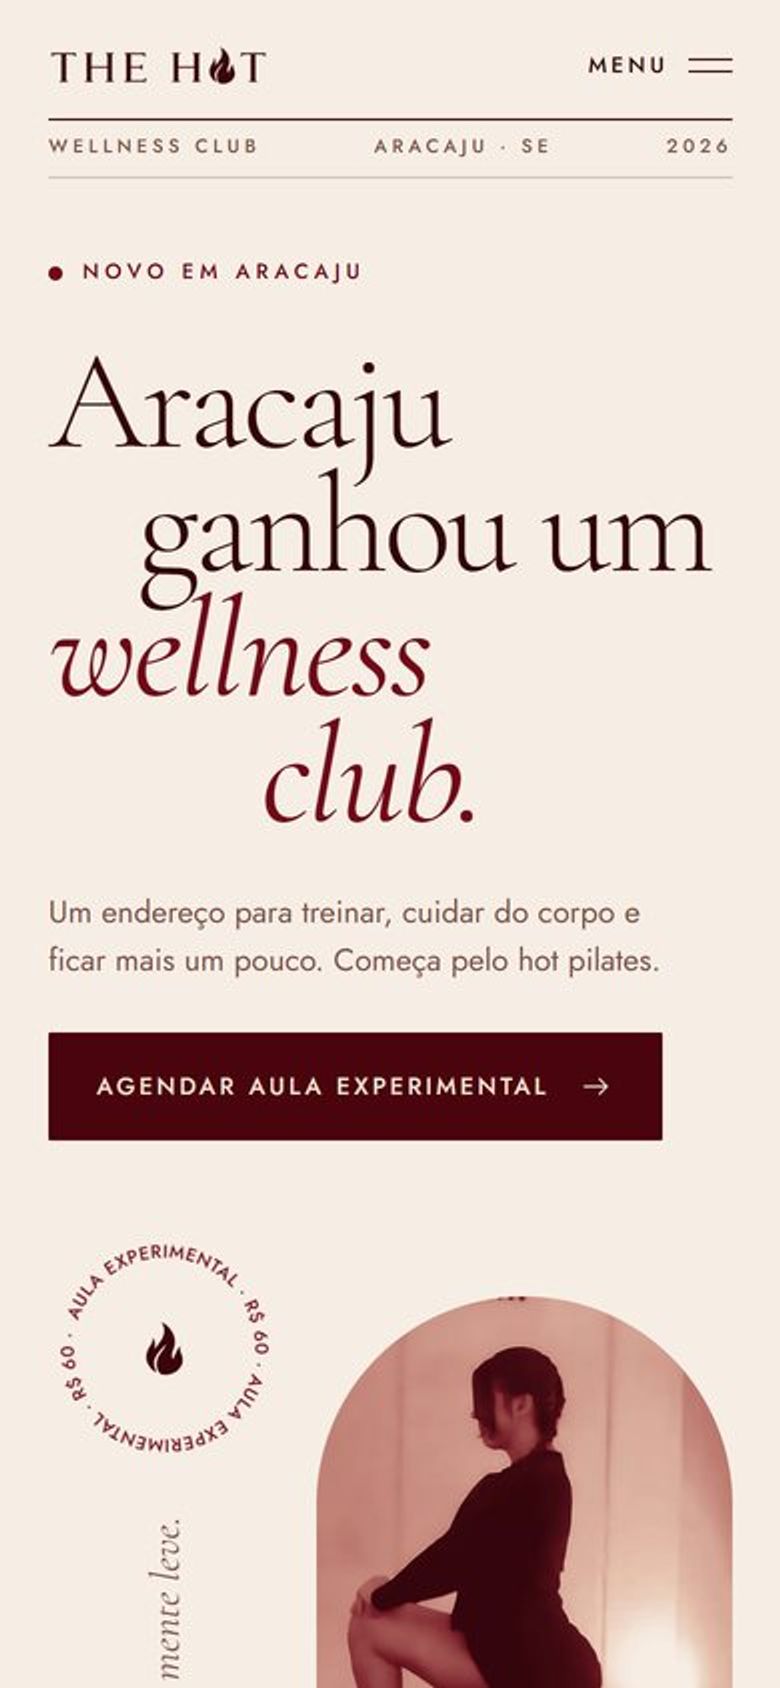 THE HOT
MENU
WELLNESS CLUB
ARACAJU · SE
2026
NOVO EM ARACAJU
Aracaju
ganhou um
wellness
club.
Um endereço para treinar, cuidar do corpo e
ficar mais um pouco. Começa pelo hot pilates.
AGENDAR AULA EXPERIMENTAL →
AULA EXPERIMENTAL · R$ 60 · AULA EXPERIMENTAL · R$ 60 ·
mente leve.